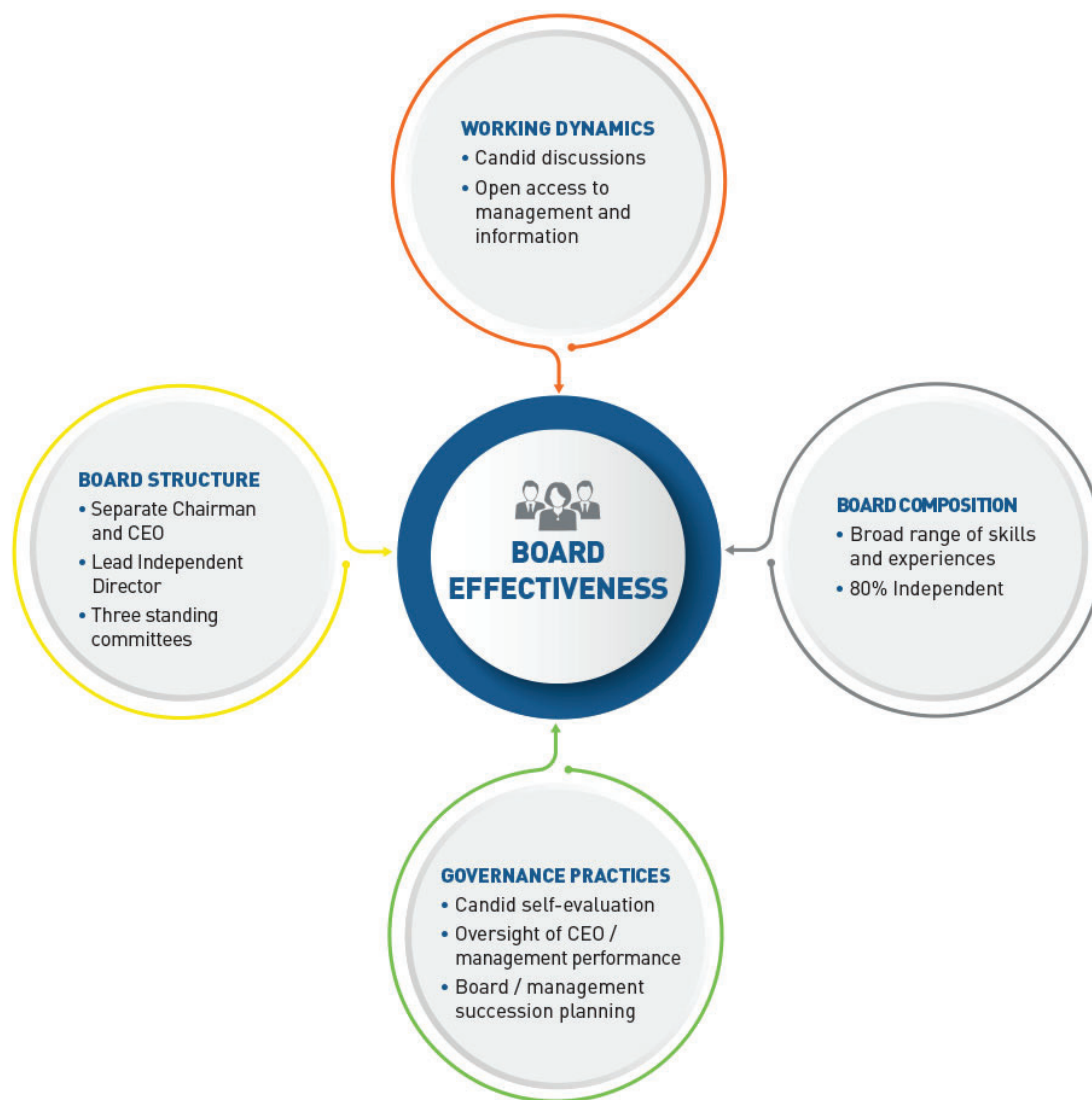 WORKING DYNAMICS
• Candid discussions
• Open access to
management and
information
BOARD STRUCTURE
• Separate Chairman
and CEO
• Lead Independent
Director
• Three standing
committees
BOARD
EFFECTIVENESS
BOARD COMPOSITION
• Broad range of skills
and experiences
• 80% Independent
GOVERNANCE PRACTICES
• Candid self-evaluation
• Oversight of CEO /
management performance
• Board / management
succession planning